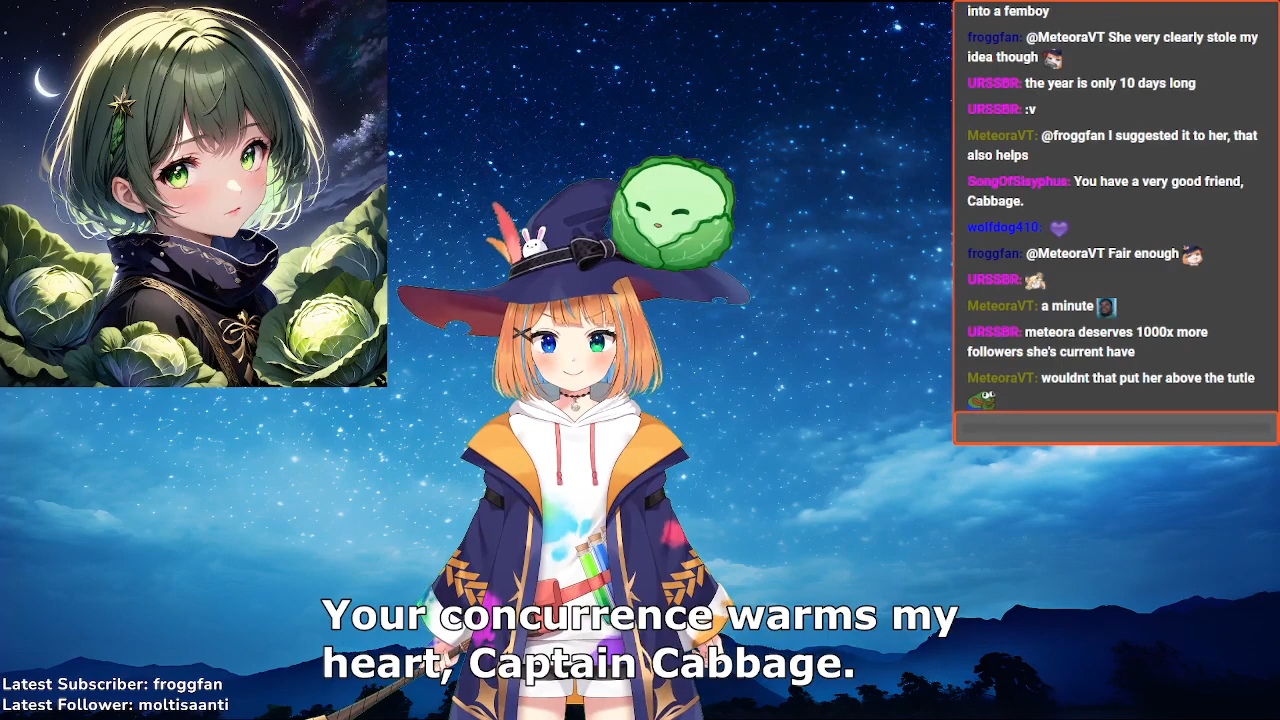 into a femboy
froggfan: @MeteoraVT She very clearly stole my
idea though
URSSBR: the year is only 10 days long
URSSBR: :v
MeteoraVT: @froggfan I suggested it to her, that
also helps
SongOfSisyphus: You have a very good friend,
Cabbage.
wolfdog410:
froggfan: @MeteoraVT Fair enough
URSSBR:
MeteoraVT: a minute
URSSBR: meteora deserves 1000x more
followers she's current have
MeteoraVT: wouldnt that put her above the tutle
Your concurrence warms my
heart, Captain Cabbage.
Latest Subscriber: froggfan
Latest Follower: moltisaanti